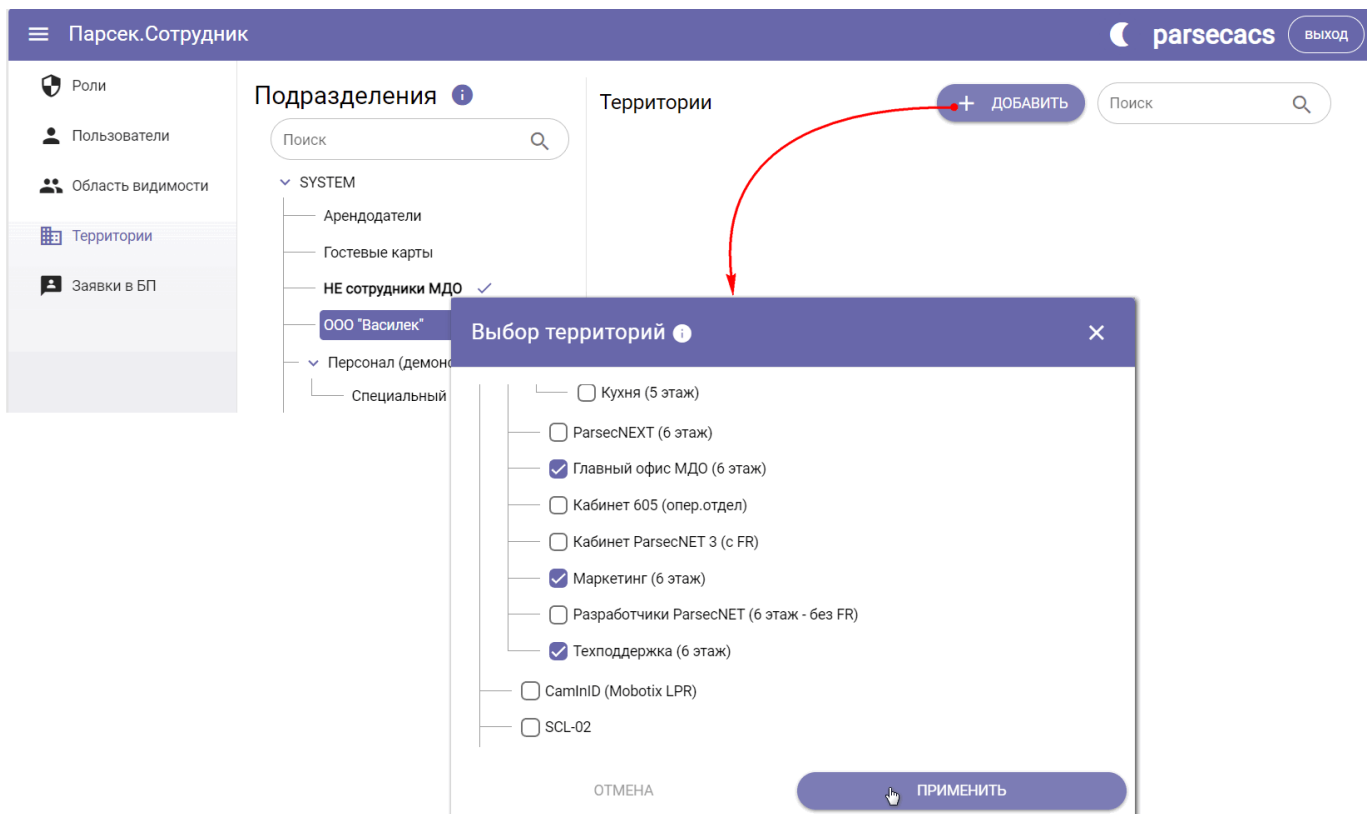 Парсек.Сотрудник
parsecacs
выход
Роли
Пользователи
Область видимости
Территории
Заявки в БП
Подразделения
Поиск
SYSTEM
Арендодатели
Гостевые карты
НЕ сотрудники МДО
ООО "Василек"
Персонал (демонс
Специальный
Территории
ДОБАВИТЬ
Поиск
Выбор территорий
Кухня (5 этаж)
ParsecNEXT (6 этаж)
Главный офис МДО (6 этаж)
Кабинет 605 (опер.отдел)
Кабинет ParsecNET 3 (с FR)
Маркетинг (6 этаж)
Разработчики ParsecNET (6 этаж - без FR)
Техподдержка (6 этаж)
CamInID (Mobotix LPR)
SCL-02
ОТМЕНА
ПРИМЕНИТЬ